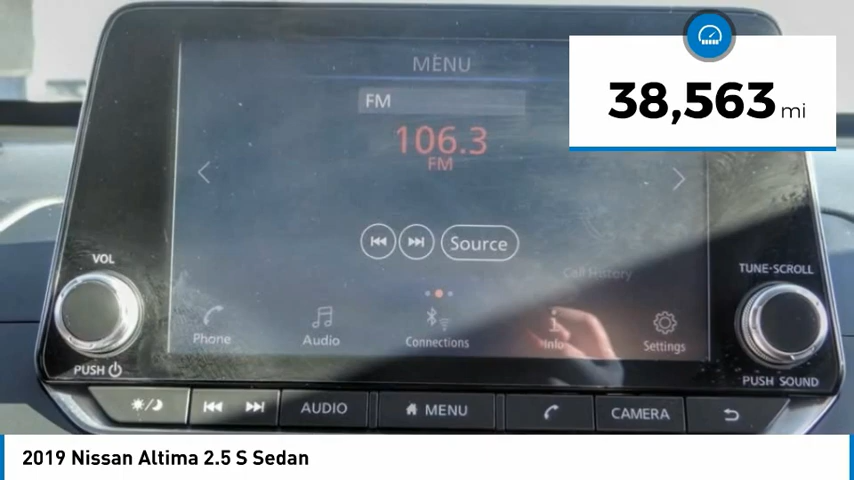 MENU
38,563 mi
FM
106.3
FM
Source
Call History
VOL
TUNE·SCROLL
Phone
Audio
Connections
Info
Settings
PUSH
PUSH SOUND
AUDIO
MENU
CAMERA
2019 Nissan Altima 2.5 S Sedan